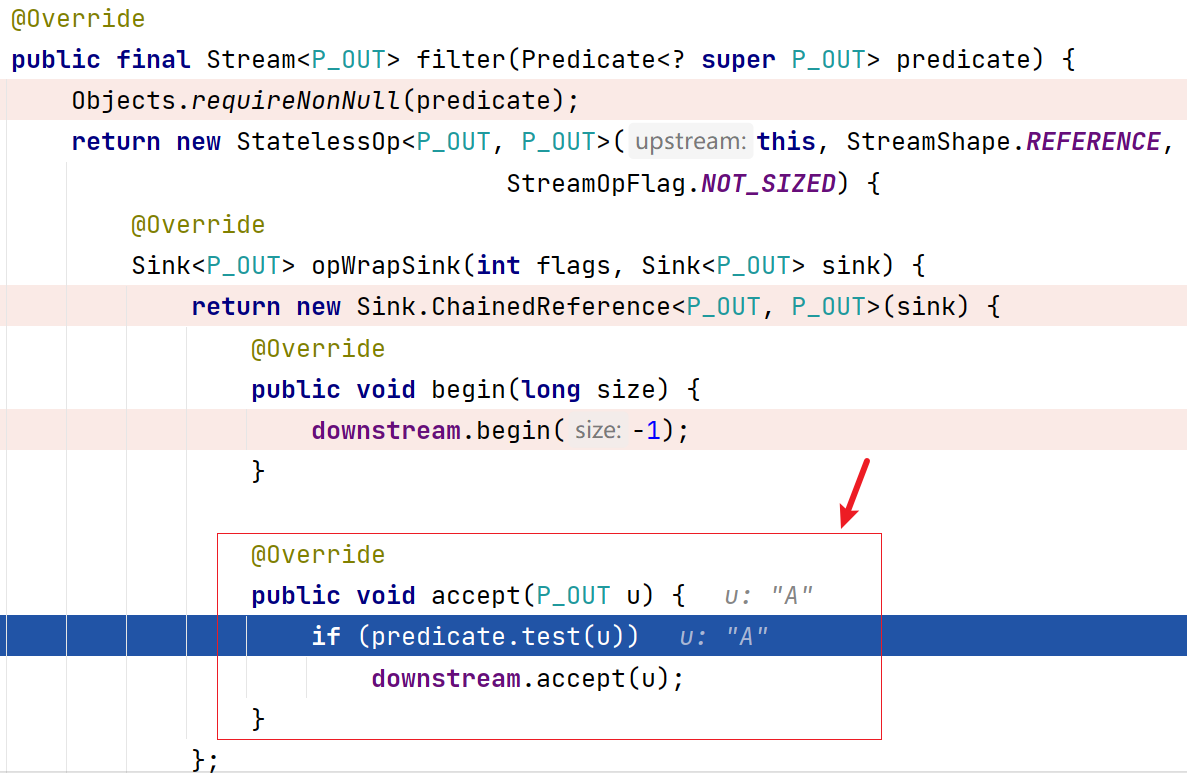 @Override
public final Stream<P_OUT> filter(Predicate<? super P_OUT> predicate) {
Objects.requireNonNull(predicate);
return new StatelessOp<P_OUT, P_OUT>( upstream: this, StreamShape.REFERENCE,
StreamOpFlag.NOT_SIZED) {
@Override
Sink<P_OUT> opWrapSink(int flags, Sink<P_OUT> sink) {
return new Sink.ChainedReference<P_OUT, P_OUT>(sink) {
@Override
public void begin(long size) {
downstream.begin( size: -1);
}
@Override
public void accept(P_OUT u) { u: "A"
if (predicate.test(u)) u: "A"
downstream.accept(u);
}
};